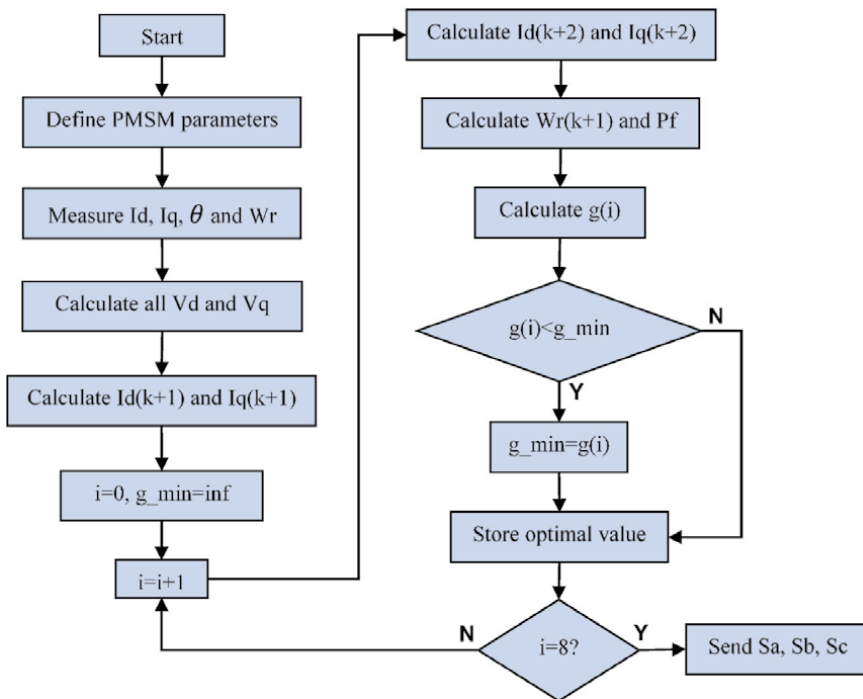 Start
Define PMSM parameters
Measure Id, Iq, θ and Wr
Calculate all Vd and Vq
Calculate Id(k+1) and Iq(k+1)
i=0, g_min=inf
i=i+1
Calculate Id(k+2) and Iq(k+2)
Calculate Wr(k+1) and Pf
Calculate g(i)
g(i)<g_min
N
Y
g_min=g(i)
Store optimal value
i=8?
N
Y
Send Sa, Sb, Sc